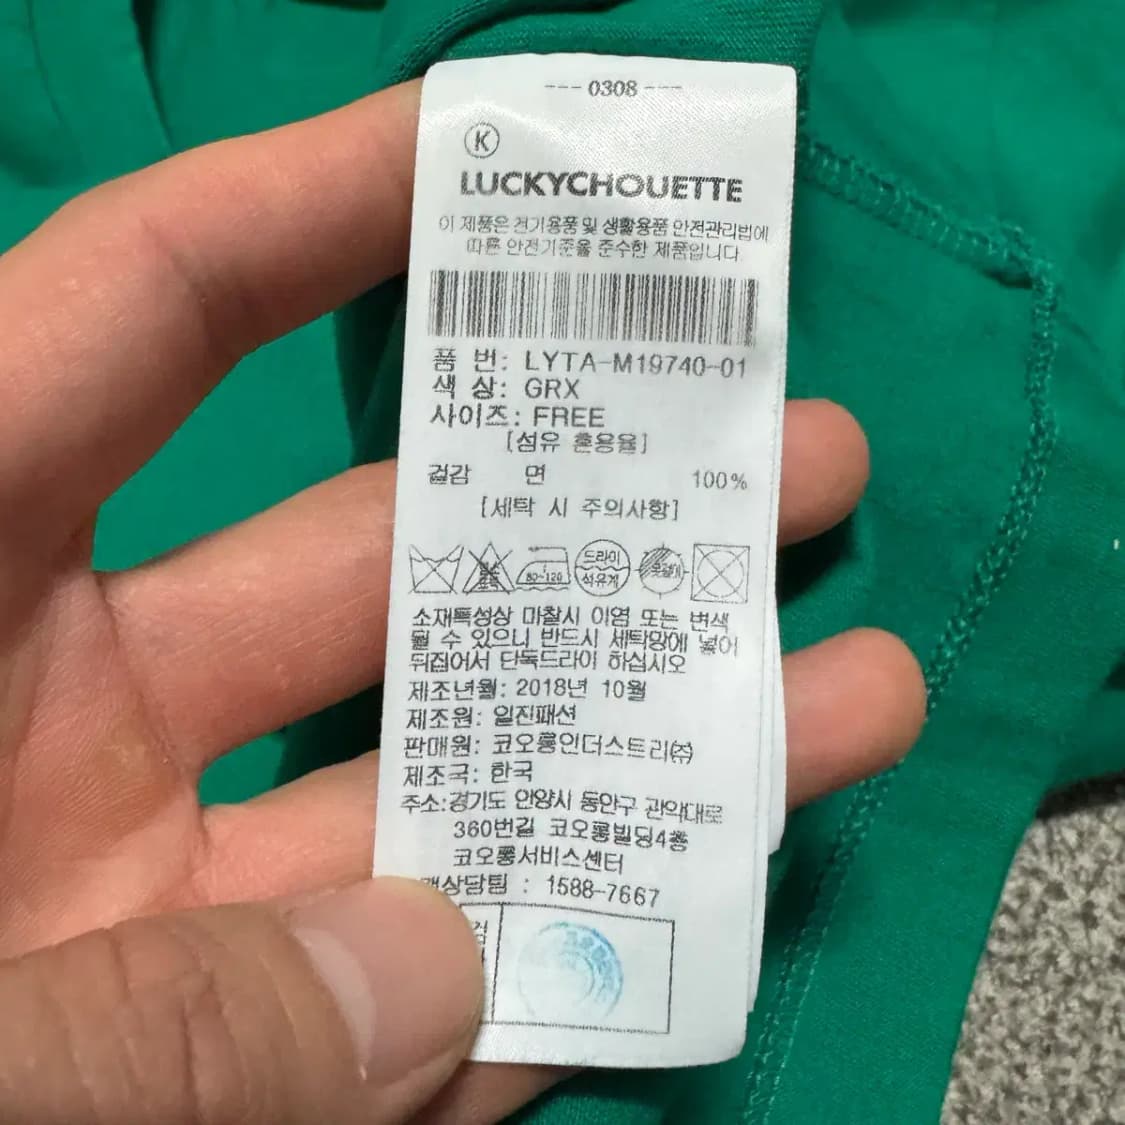 --- 0308 ---
K
LUCKYCHOUETTE
이 제품은 전기용품 및 생활용품 안전관리법에
따른 안전기준을 준수한 제품입니다.
품 번: LYTA-M19740-01
색 상: GRX
사이즈: FREE
[섬유 혼용율]
겉감 면 100%
[세탁 시 주의사항]
80~120 드라이
석유계
소재특성상 마찰시 이염 또는 변색
될 수 있으니 반드시 세탁망에 넣어
뒤집어서 단독드라이 하십시오
제조년월: 2018년 10월
제조원: 일진패션
판매원: 코오롱인더스트리(주)
제조국: 한국
주소:경기도 안양시 동안구 관악대로
360번길 코오롱빌딩4층
코오롱서비스센터
객상담팀 : 1588-7667